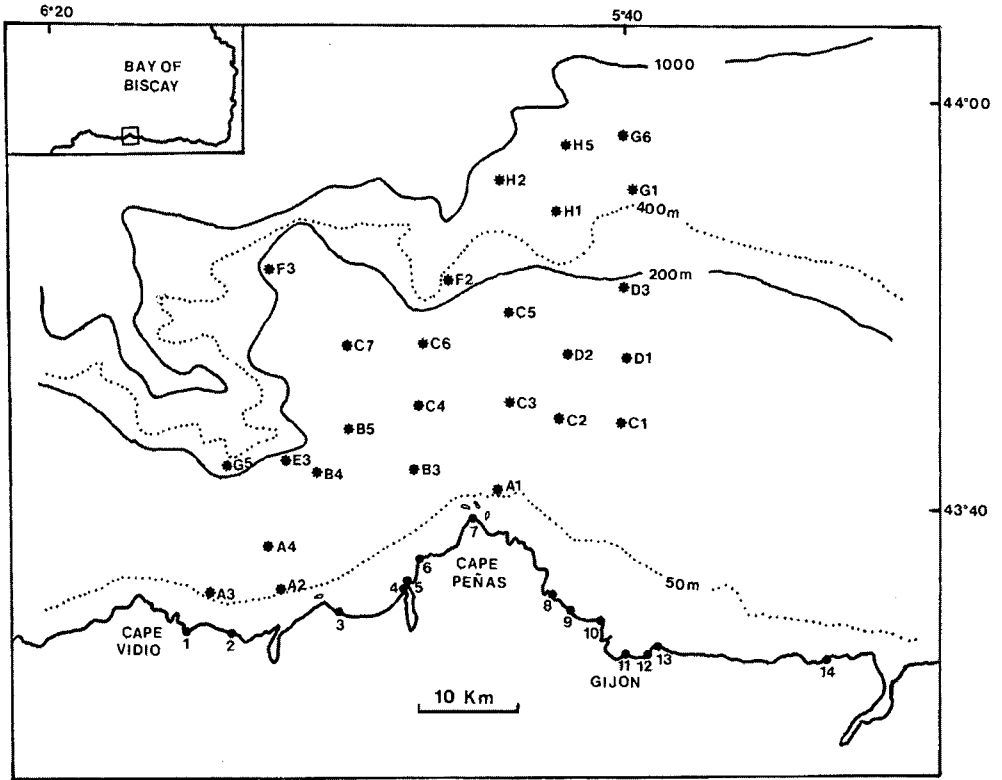 6°20
5°40
BAY OF
BISCAY
1000
44°00
H5
G6
H2
G1
H1
400m
F3
F2
200m
D3
C5
C7
C6
D2
D1
C4
C3
C2
C1
B5
G5
E3
B4
B3
A1
43°40
7
A4
6
CAPE
PEÑAS
4
5
50m
A3
A2
8
3
9
10
CAPE
VIDIO
1
2
11
12
13
14
GIJON
10 Km